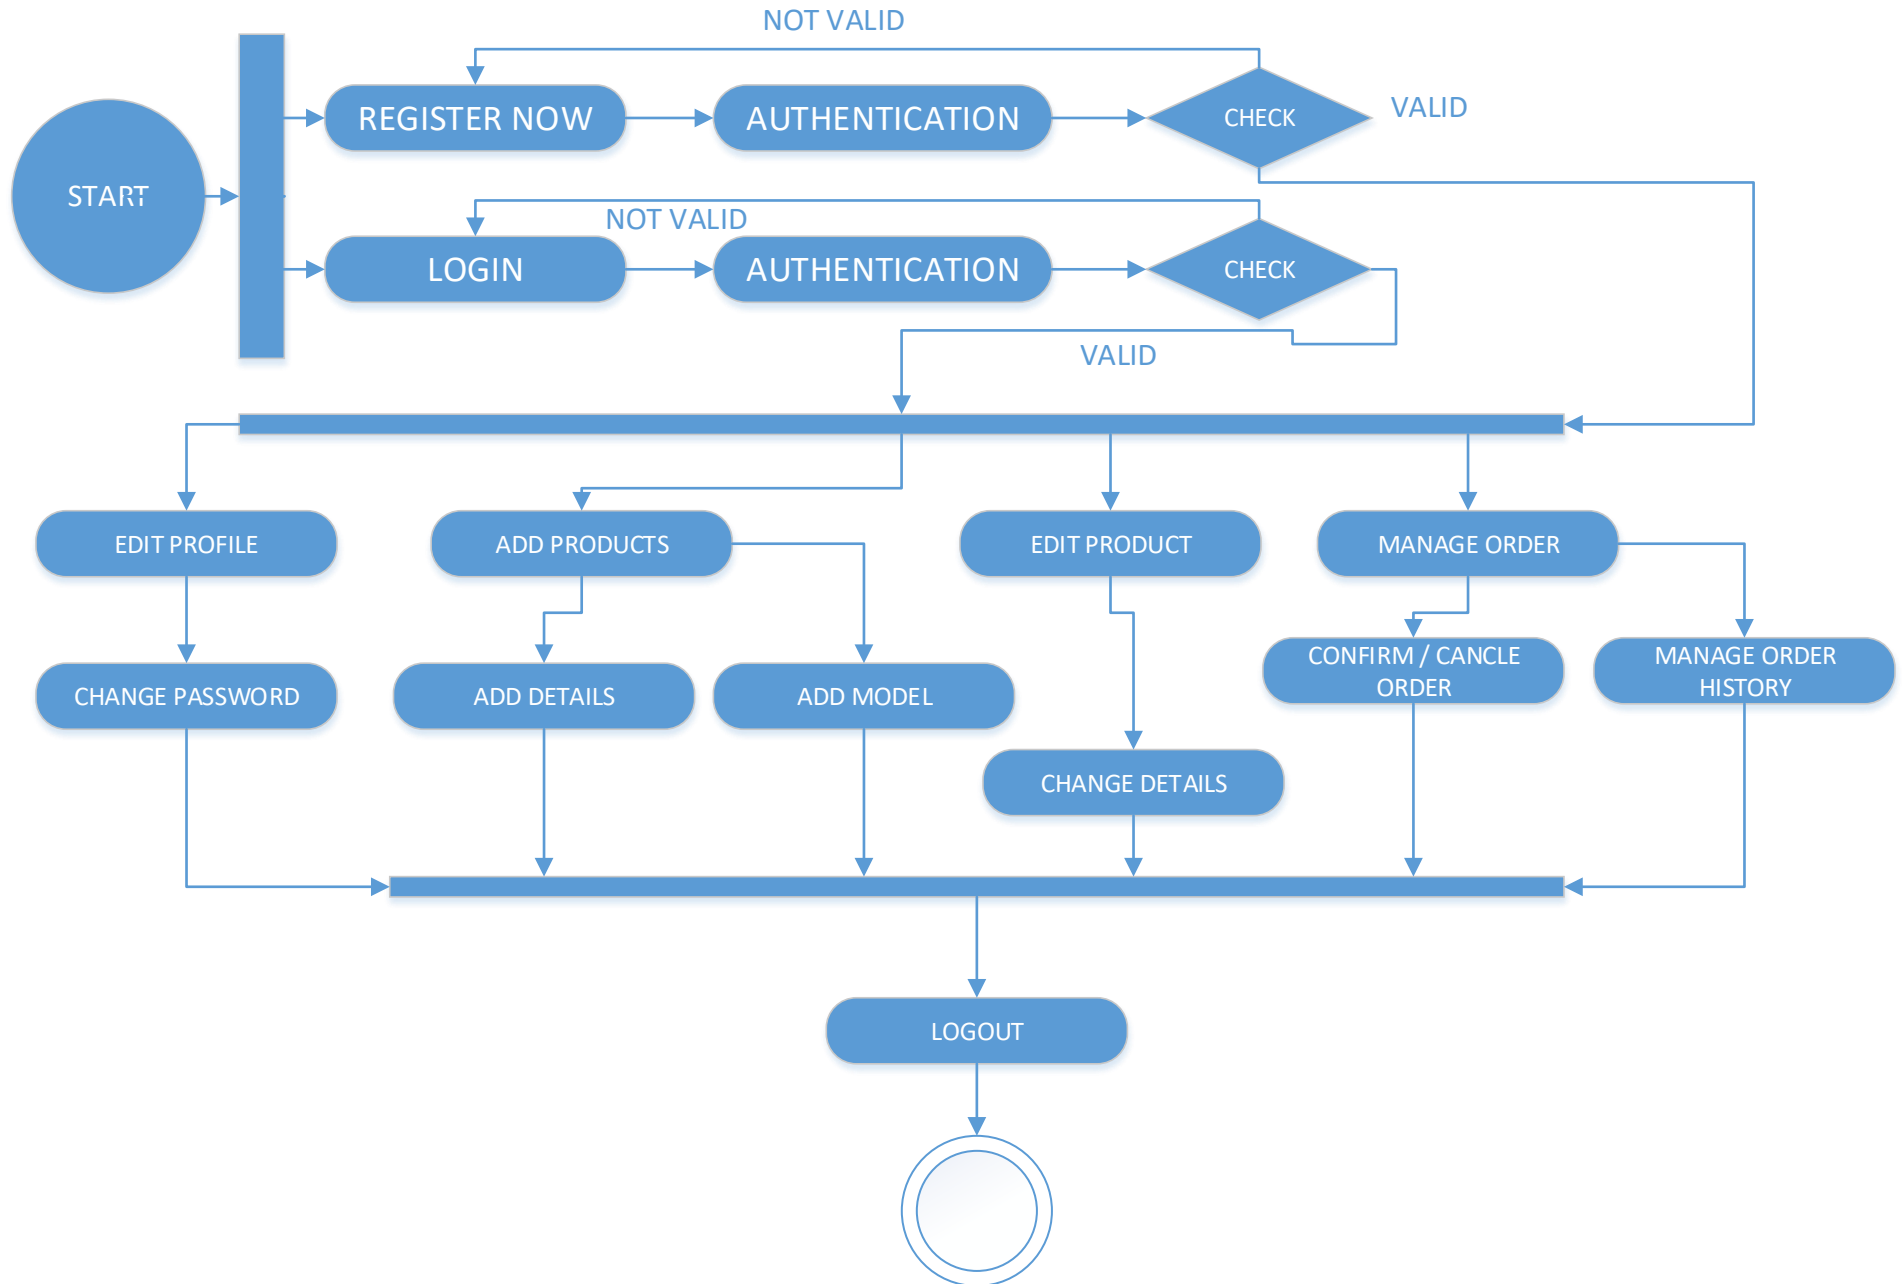 NOT VALID
REGISTER NOW
AUTHENTICATION
CHECK
VALID
START
NOT VALID
LOGIN
AUTHENTICATION
CHECK
VALID
EDIT PROFILE
ADD PRODUCTS
EDIT PRODUCT
MANAGE ORDER
CHANGE PASSWORD
ADD DETAILS
ADD MODEL
CONFIRM / CANCLE
ORDER
MANAGE ORDER
HISTORY
CHANGE DETAILS
LOGOUT